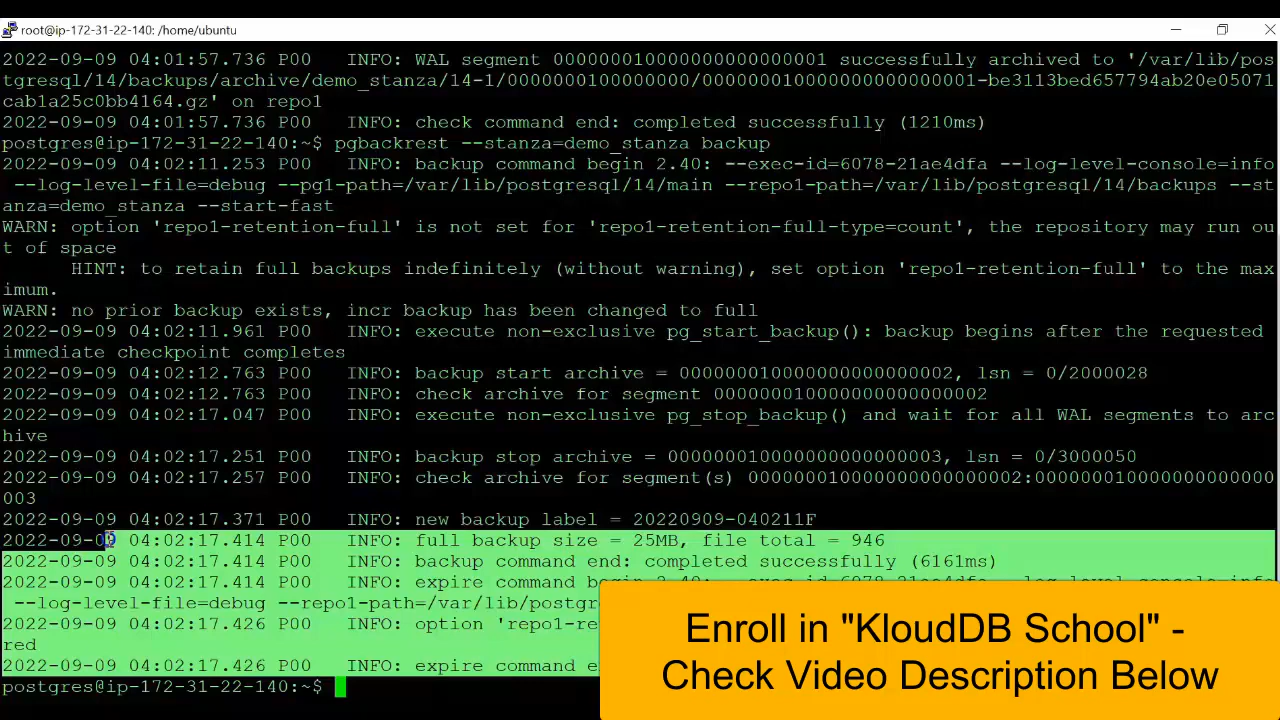 root@ip-172-31-22-140: /home/ubuntu
2022-09-09 04:01:57.736 P00   INFO: WAL segment 000000010000000000000001 successfully archived to '/var/lib/pos
tgresql/14/backups/archive/demo_stanza/14-1/0000000100000000/000000010000000000000001-be3113bed657794ab20e05071
cab1a25c0bb4164.gz' on repo1
2022-09-09 04:01:57.736 P00   INFO: check command end: completed successfully (1210ms)
postgres@ip-172-31-22-140:~$ pgbackrest --stanza=demo_stanza backup
2022-09-09 04:02:11.253 P00   INFO: backup command begin 2.40: --exec-id=6078-21ae4dfa --log-level-console=info
 --log-level-file=debug --pg1-path=/var/lib/postgresql/14/main --repo1-path=/var/lib/postgresql/14/backups --st
anza=demo_stanza --start-fast
WARN: option 'repo1-retention-full' is not set for 'repo1-retention-full-type=count', the repository may run ou
t of space
      HINT: to retain full backups indefinitely (without warning), set option 'repo1-retention-full' to the max
imum.
WARN: no prior backup exists, incr backup has been changed to full
2022-09-09 04:02:11.961 P00   INFO: execute non-exclusive pg_start_backup(): backup begins after the requested
immediate checkpoint completes
2022-09-09 04:02:12.763 P00   INFO: backup start archive = 000000010000000000000002, lsn = 0/2000028
2022-09-09 04:02:12.763 P00   INFO: check archive for segment 000000010000000000000002
2022-09-09 04:02:17.047 P00   INFO: execute non-exclusive pg_stop_backup() and wait for all WAL segments to arc
hive
2022-09-09 04:02:17.251 P00   INFO: backup stop archive = 000000010000000000000003, lsn = 0/3000050
2022-09-09 04:02:17.257 P00   INFO: check archive for segment(s) 000000010000000000000002:000000010000000000000
003
2022-09-09 04:02:17.371 P00   INFO: new backup label = 20220909-040211F
2022-09-09 04:02:17.414 P00   INFO: full backup size = 25MB, file total = 946
2022-09-09 04:02:17.414 P00   INFO: backup command end: completed successfully (6161ms)
2022-09-09 04:02:17.414 P00   INFO: expire command begin 2.40: --exec-id=6078-21ae4dfa --log-level-console=info
 --log-level-file=debug --repo1-path=/var/lib/postgr
2022-09-09 04:02:17.426 P00   INFO: option 'repo1-re
red
2022-09-09 04:02:17.426 P00   INFO: expire command e
postgres@ip-172-31-22-140:~$
Enroll in "KloudDB School" -
Check Video Description Below